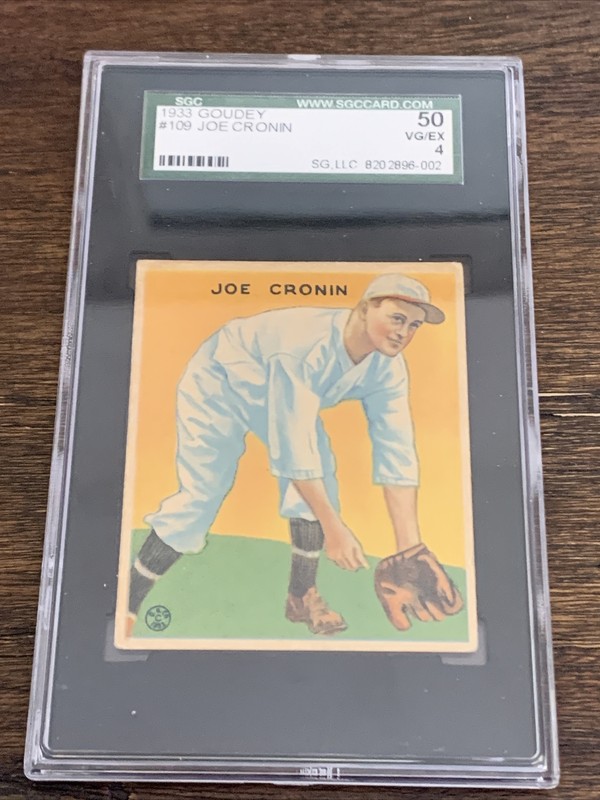 SGC WWW.SGCCARD.COM
1933 GOUDEY 50
#109 JOE CRONIN VG/EX
4
SG, LLC 8202896-002
JOE CRONIN